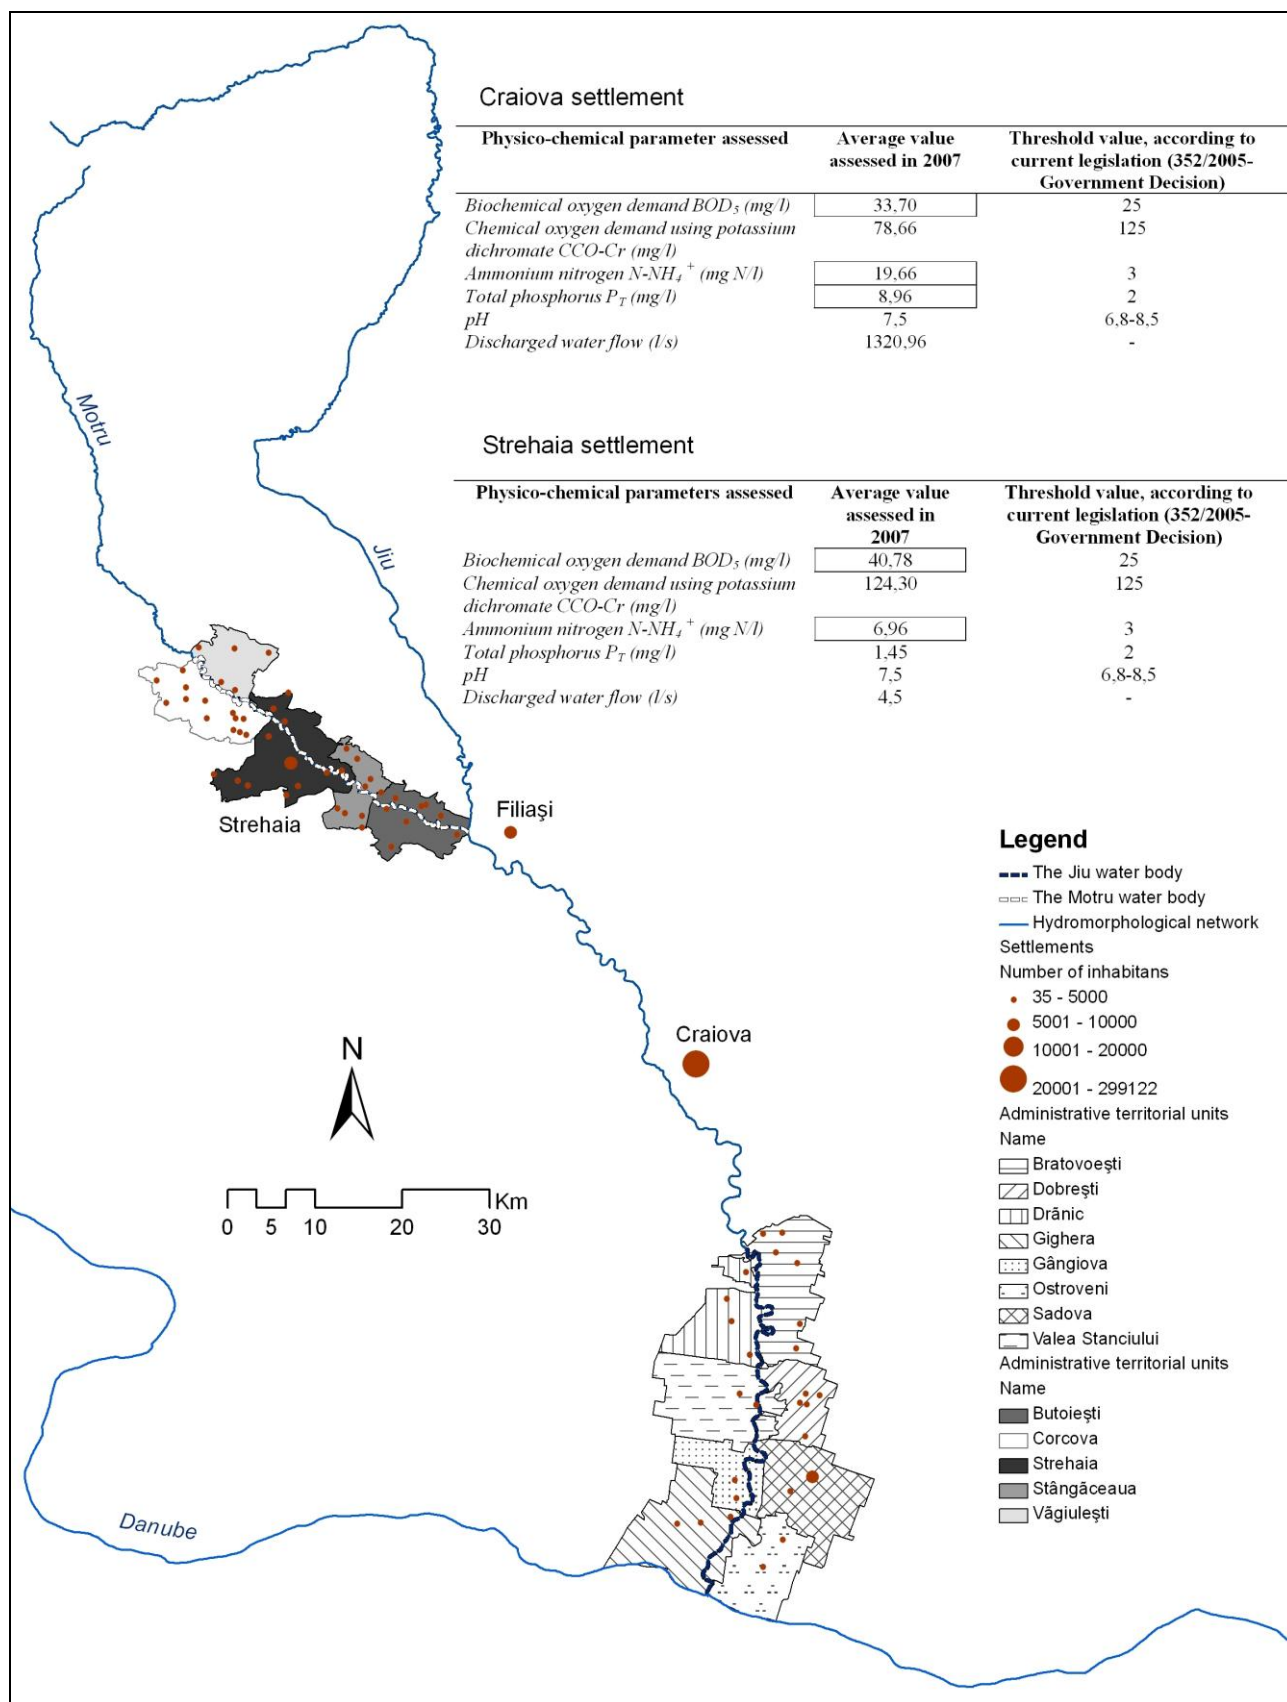 Craiova settlement
Physico-chemical parameter assessed Average value assessed in 2007 Threshold value, according to current legislation (352/2005-Government Decision)
Biochemical oxygen demand BOD5 (mg/l) 33,70 25
Chemical oxygen demand using potassium dichromate CCO-Cr (mg/l) 78,66 125
Ammonium nitrogen N-NH4 + (mg N/l) 19,66 3
Total phosphorus PT (mg/l) 8,96 2
pH 7,5 6,8-8,5
Discharged water flow (l/s) 1320,96 -
Strehaia settlement
Physico-chemical parameters assessed Average value assessed in 2007 Threshold value, according to current legislation (352/2005-Government Decision)
Biochemical oxygen demand BOD5 (mg/l) 40,78 25
Chemical oxygen demand using potassium dichromate CCO-Cr (mg/l) 124,30 125
Ammonium nitrogen N-NH4 + (mg N/l) 6,96 3
Total phosphorus PT (mg/l) 1,45 2
pH 7,5 6,8-8,5
Discharged water flow (l/s) 4,5 -
Motru
Jiu
Strehaia
Filiaşi
Craiova
N
Km
0 5 10 20 30
Danube
Legend
The Jiu water body
The Motru water body
Hydromorphological network
Settlements
Number of inhabitans
35 - 5000
5001 - 10000
10001 - 20000
20001 - 299122
Administrative territorial units
Name
Bratovoeşti
Dobreşti
Drănic
Gighera
Gângiova
Ostroveni
Sadova
Valea Stanciului
Administrative territorial units
Name
Butoieşti
Corcova
Strehaia
Stângăceaua
Văgiuleşti